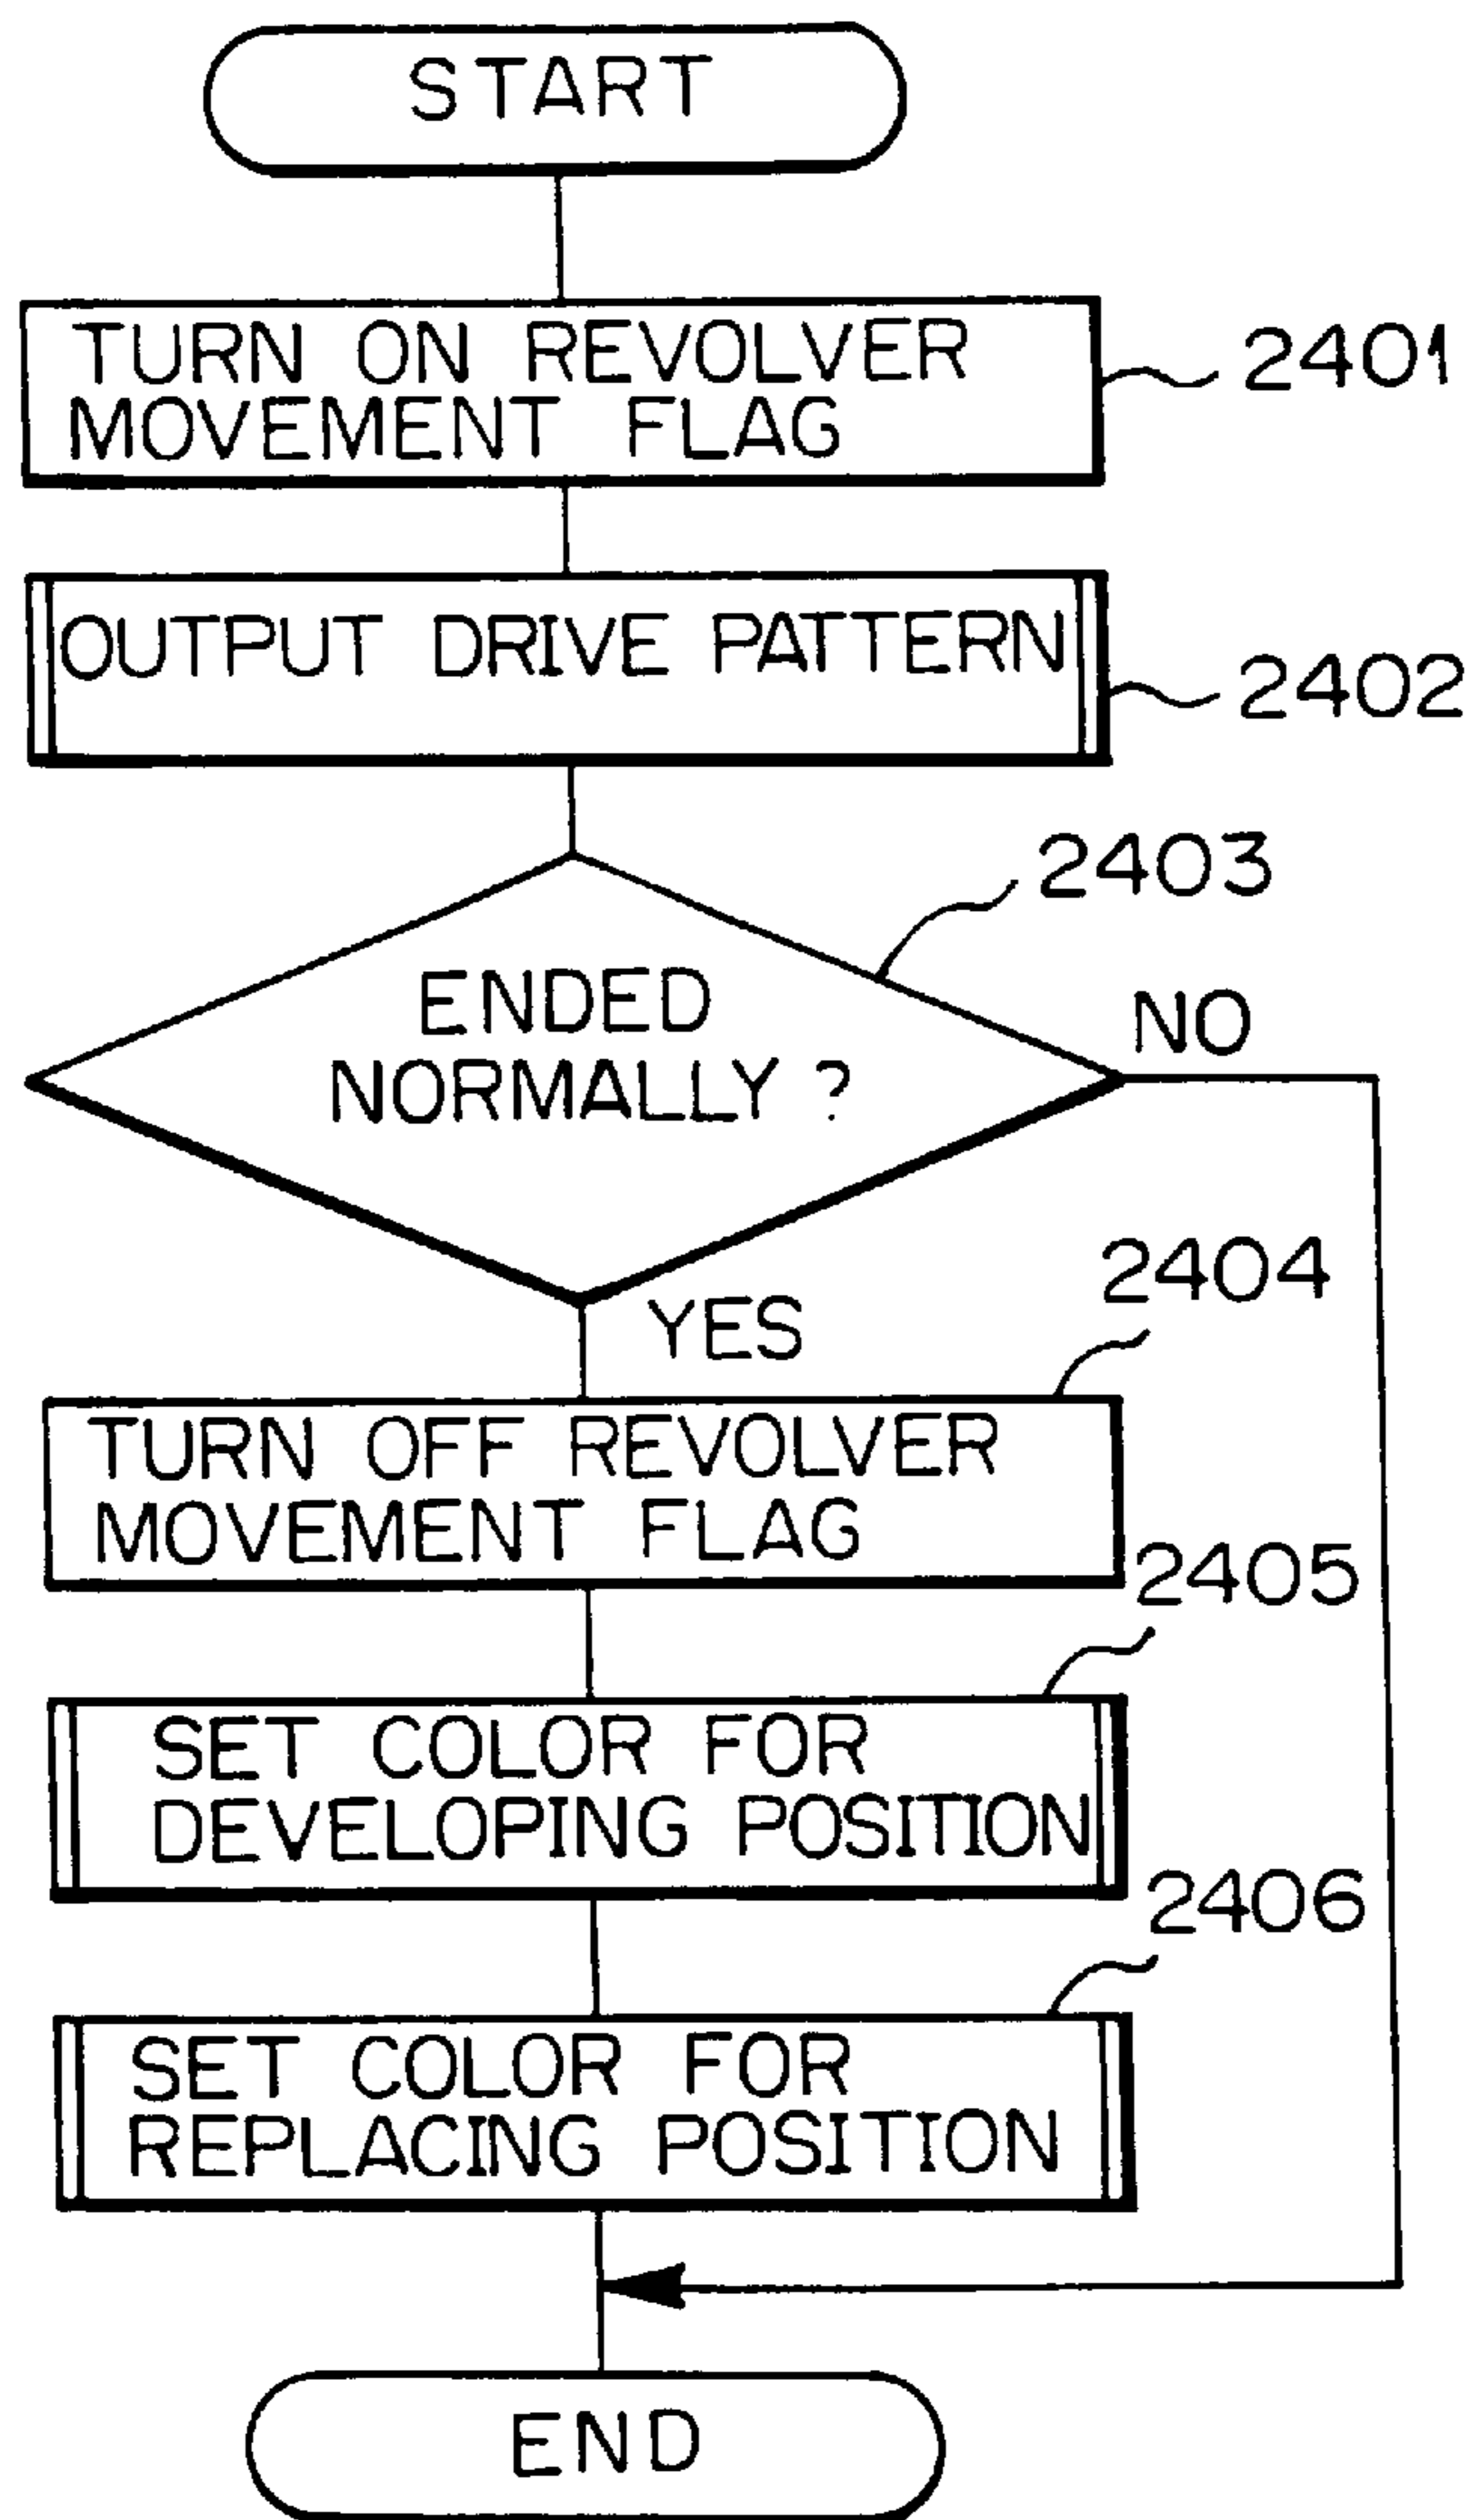 START
TURN ON REVOLVER
MOVEMENT FLAG
2401
OUTPUT DRIVE PATTERN
2402
2403
ENDED
NORMALLY ?
NO
YES
2404
TURN OFF REVOLVER
MOVEMENT FLAG
2405
SET COLOR FOR
DEVELOPING POSITION
2406
SET COLOR FOR
REPLACING POSITION
END